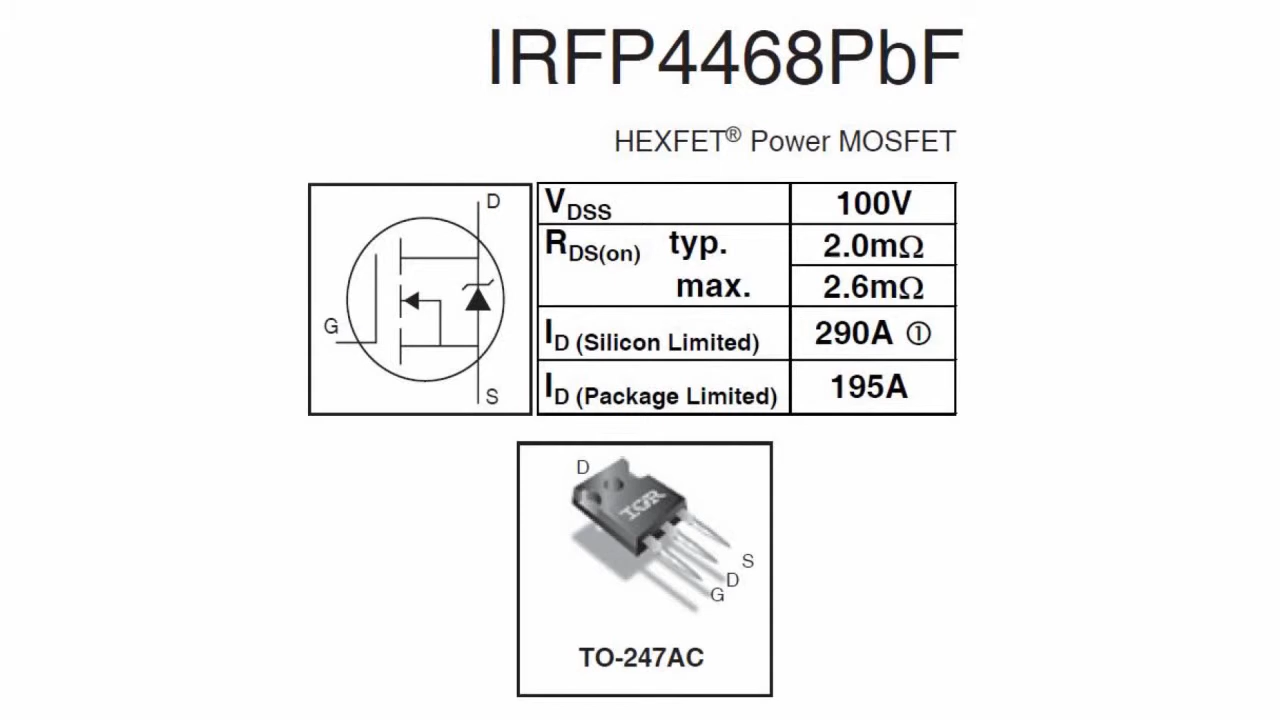 IRFP4468PbF
HEXFET® Power MOSFET
D
G
S
VDSS 100V
RDS(on) typ. 2.0mΩ
max. 2.6mΩ
ID (Silicon Limited) 290A ①
ID (Package Limited) 195A
D
IOR
S
D
G
TO-247AC